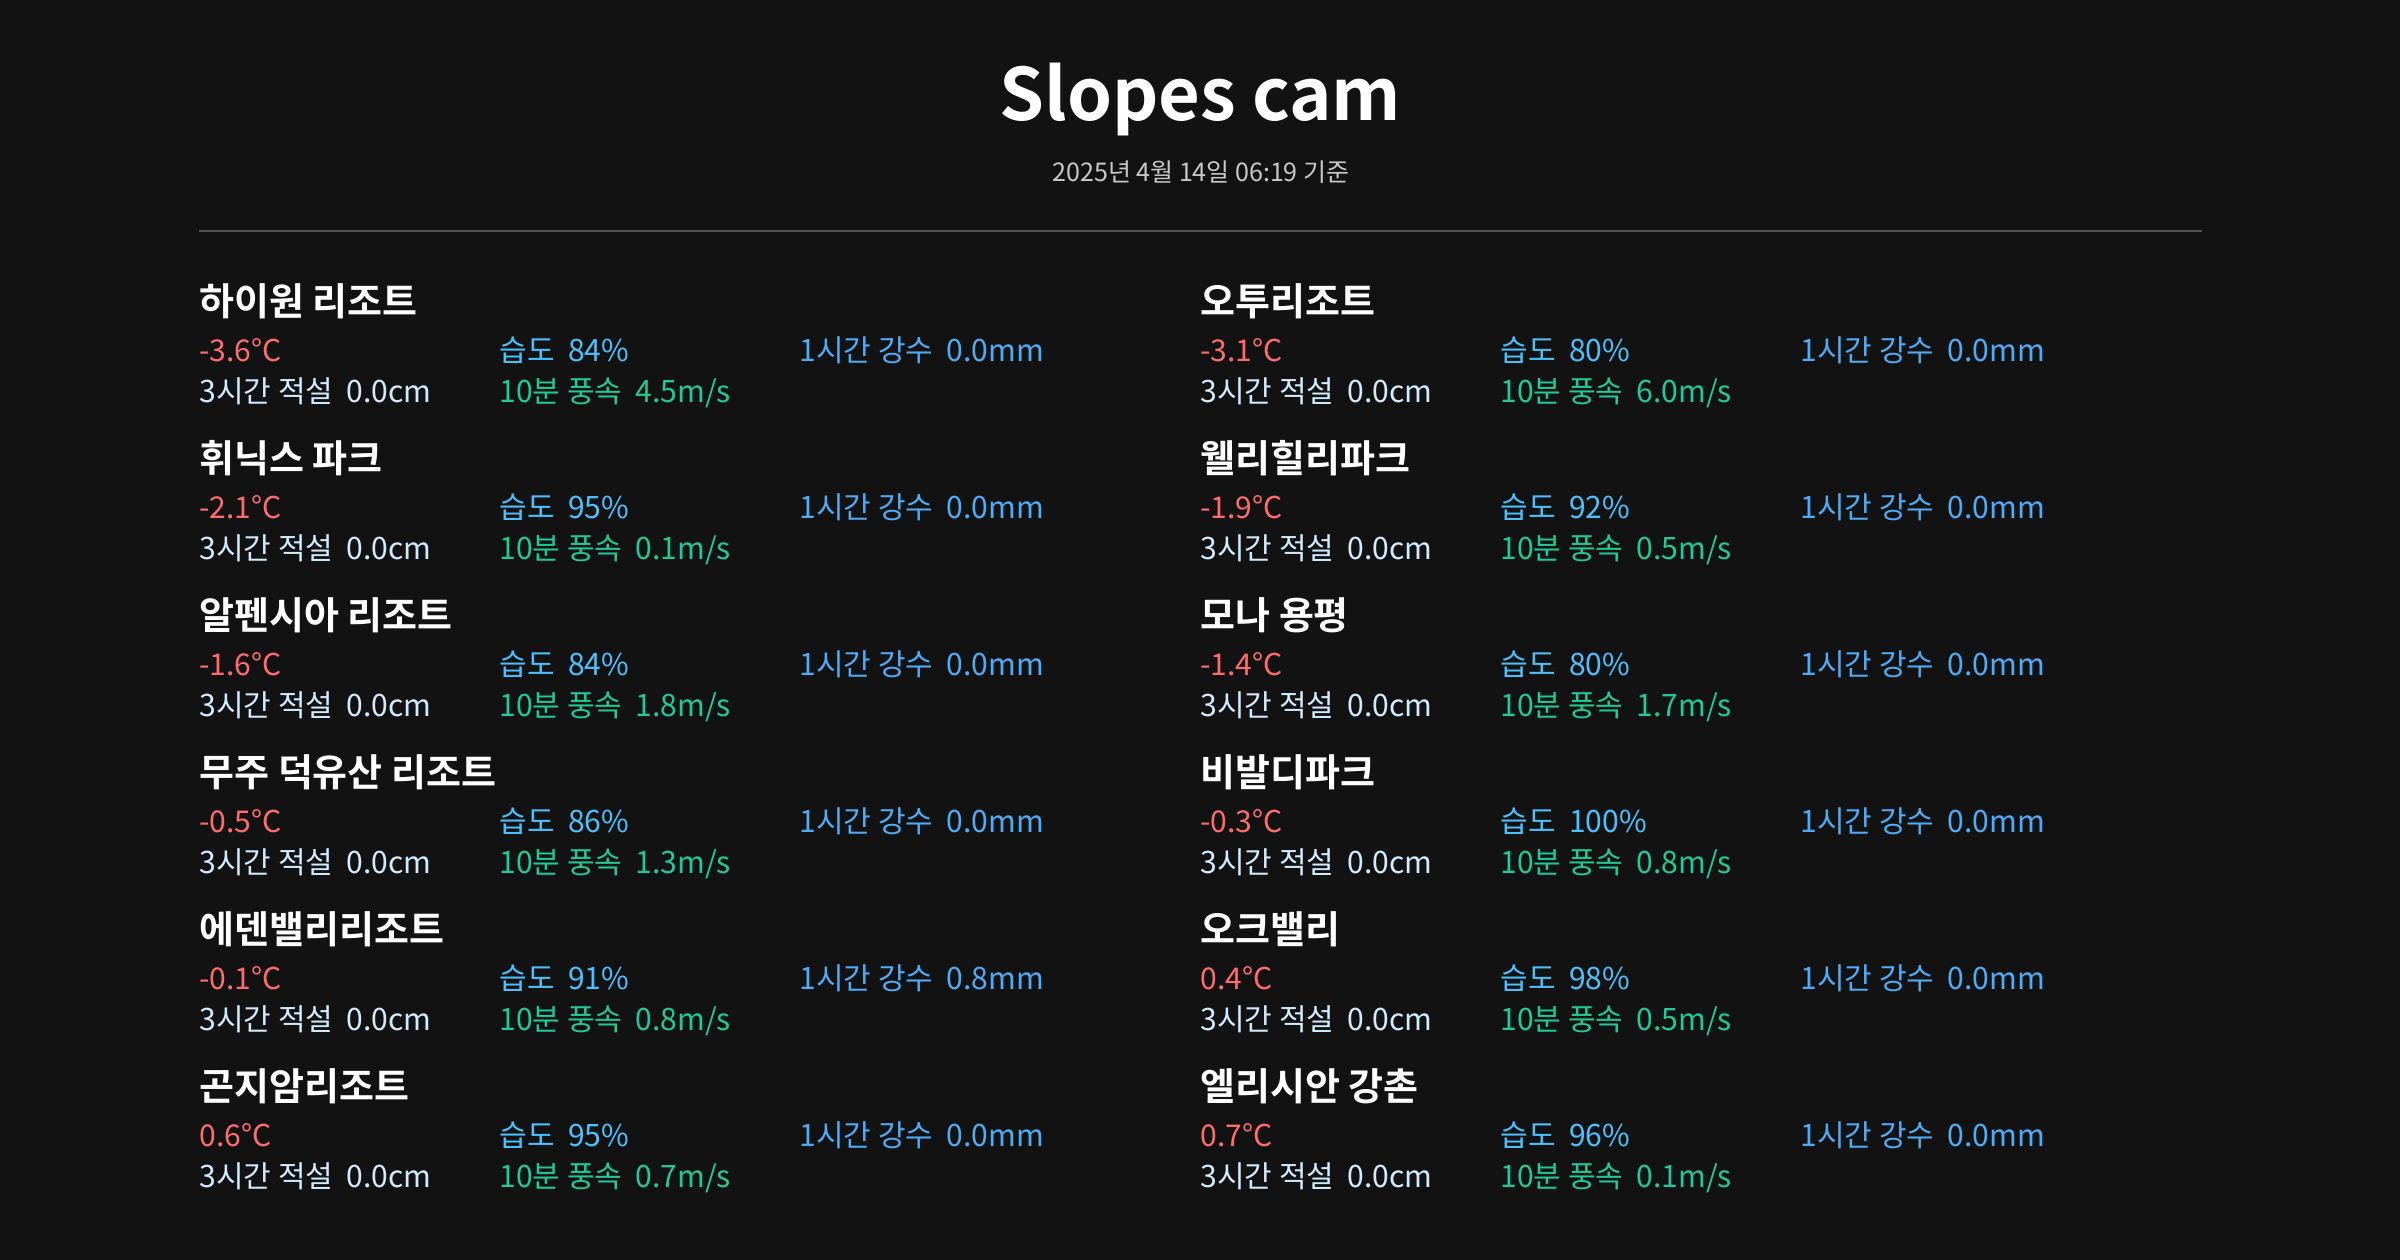 Slopes cam
2025년 4월 14일 06:19 기준
하이원 리조트
-3.6°C 습도 84% 1시간 강수 0.0mm
3시간 적설 0.0cm 10분 풍속 4.5m/s
오투리조트
-3.1°C 습도 80% 1시간 강수 0.0mm
3시간 적설 0.0cm 10분 풍속 6.0m/s
휘닉스 파크
-2.1°C 습도 95% 1시간 강수 0.0mm
3시간 적설 0.0cm 10분 풍속 0.1m/s
웰리힐리파크
-1.9°C 습도 92% 1시간 강수 0.0mm
3시간 적설 0.0cm 10분 풍속 0.5m/s
알펜시아 리조트
-1.6°C 습도 84% 1시간 강수 0.0mm
3시간 적설 0.0cm 10분 풍속 1.8m/s
모나 용평
-1.4°C 습도 80% 1시간 강수 0.0mm
3시간 적설 0.0cm 10분 풍속 1.7m/s
무주 덕유산 리조트
-0.5°C 습도 86% 1시간 강수 0.0mm
3시간 적설 0.0cm 10분 풍속 1.3m/s
비발디파크
-0.3°C 습도 100% 1시간 강수 0.0mm
3시간 적설 0.0cm 10분 풍속 0.8m/s
에덴밸리리조트
-0.1°C 습도 91% 1시간 강수 0.8mm
3시간 적설 0.0cm 10분 풍속 0.8m/s
오크밸리
0.4°C 습도 98% 1시간 강수 0.0mm
3시간 적설 0.0cm 10분 풍속 0.5m/s
곤지암리조트
0.6°C 습도 95% 1시간 강수 0.0mm
3시간 적설 0.0cm 10분 풍속 0.7m/s
엘리시안 강촌
0.7°C 습도 96% 1시간 강수 0.0mm
3시간 적설 0.0cm 10분 풍속 0.1m/s